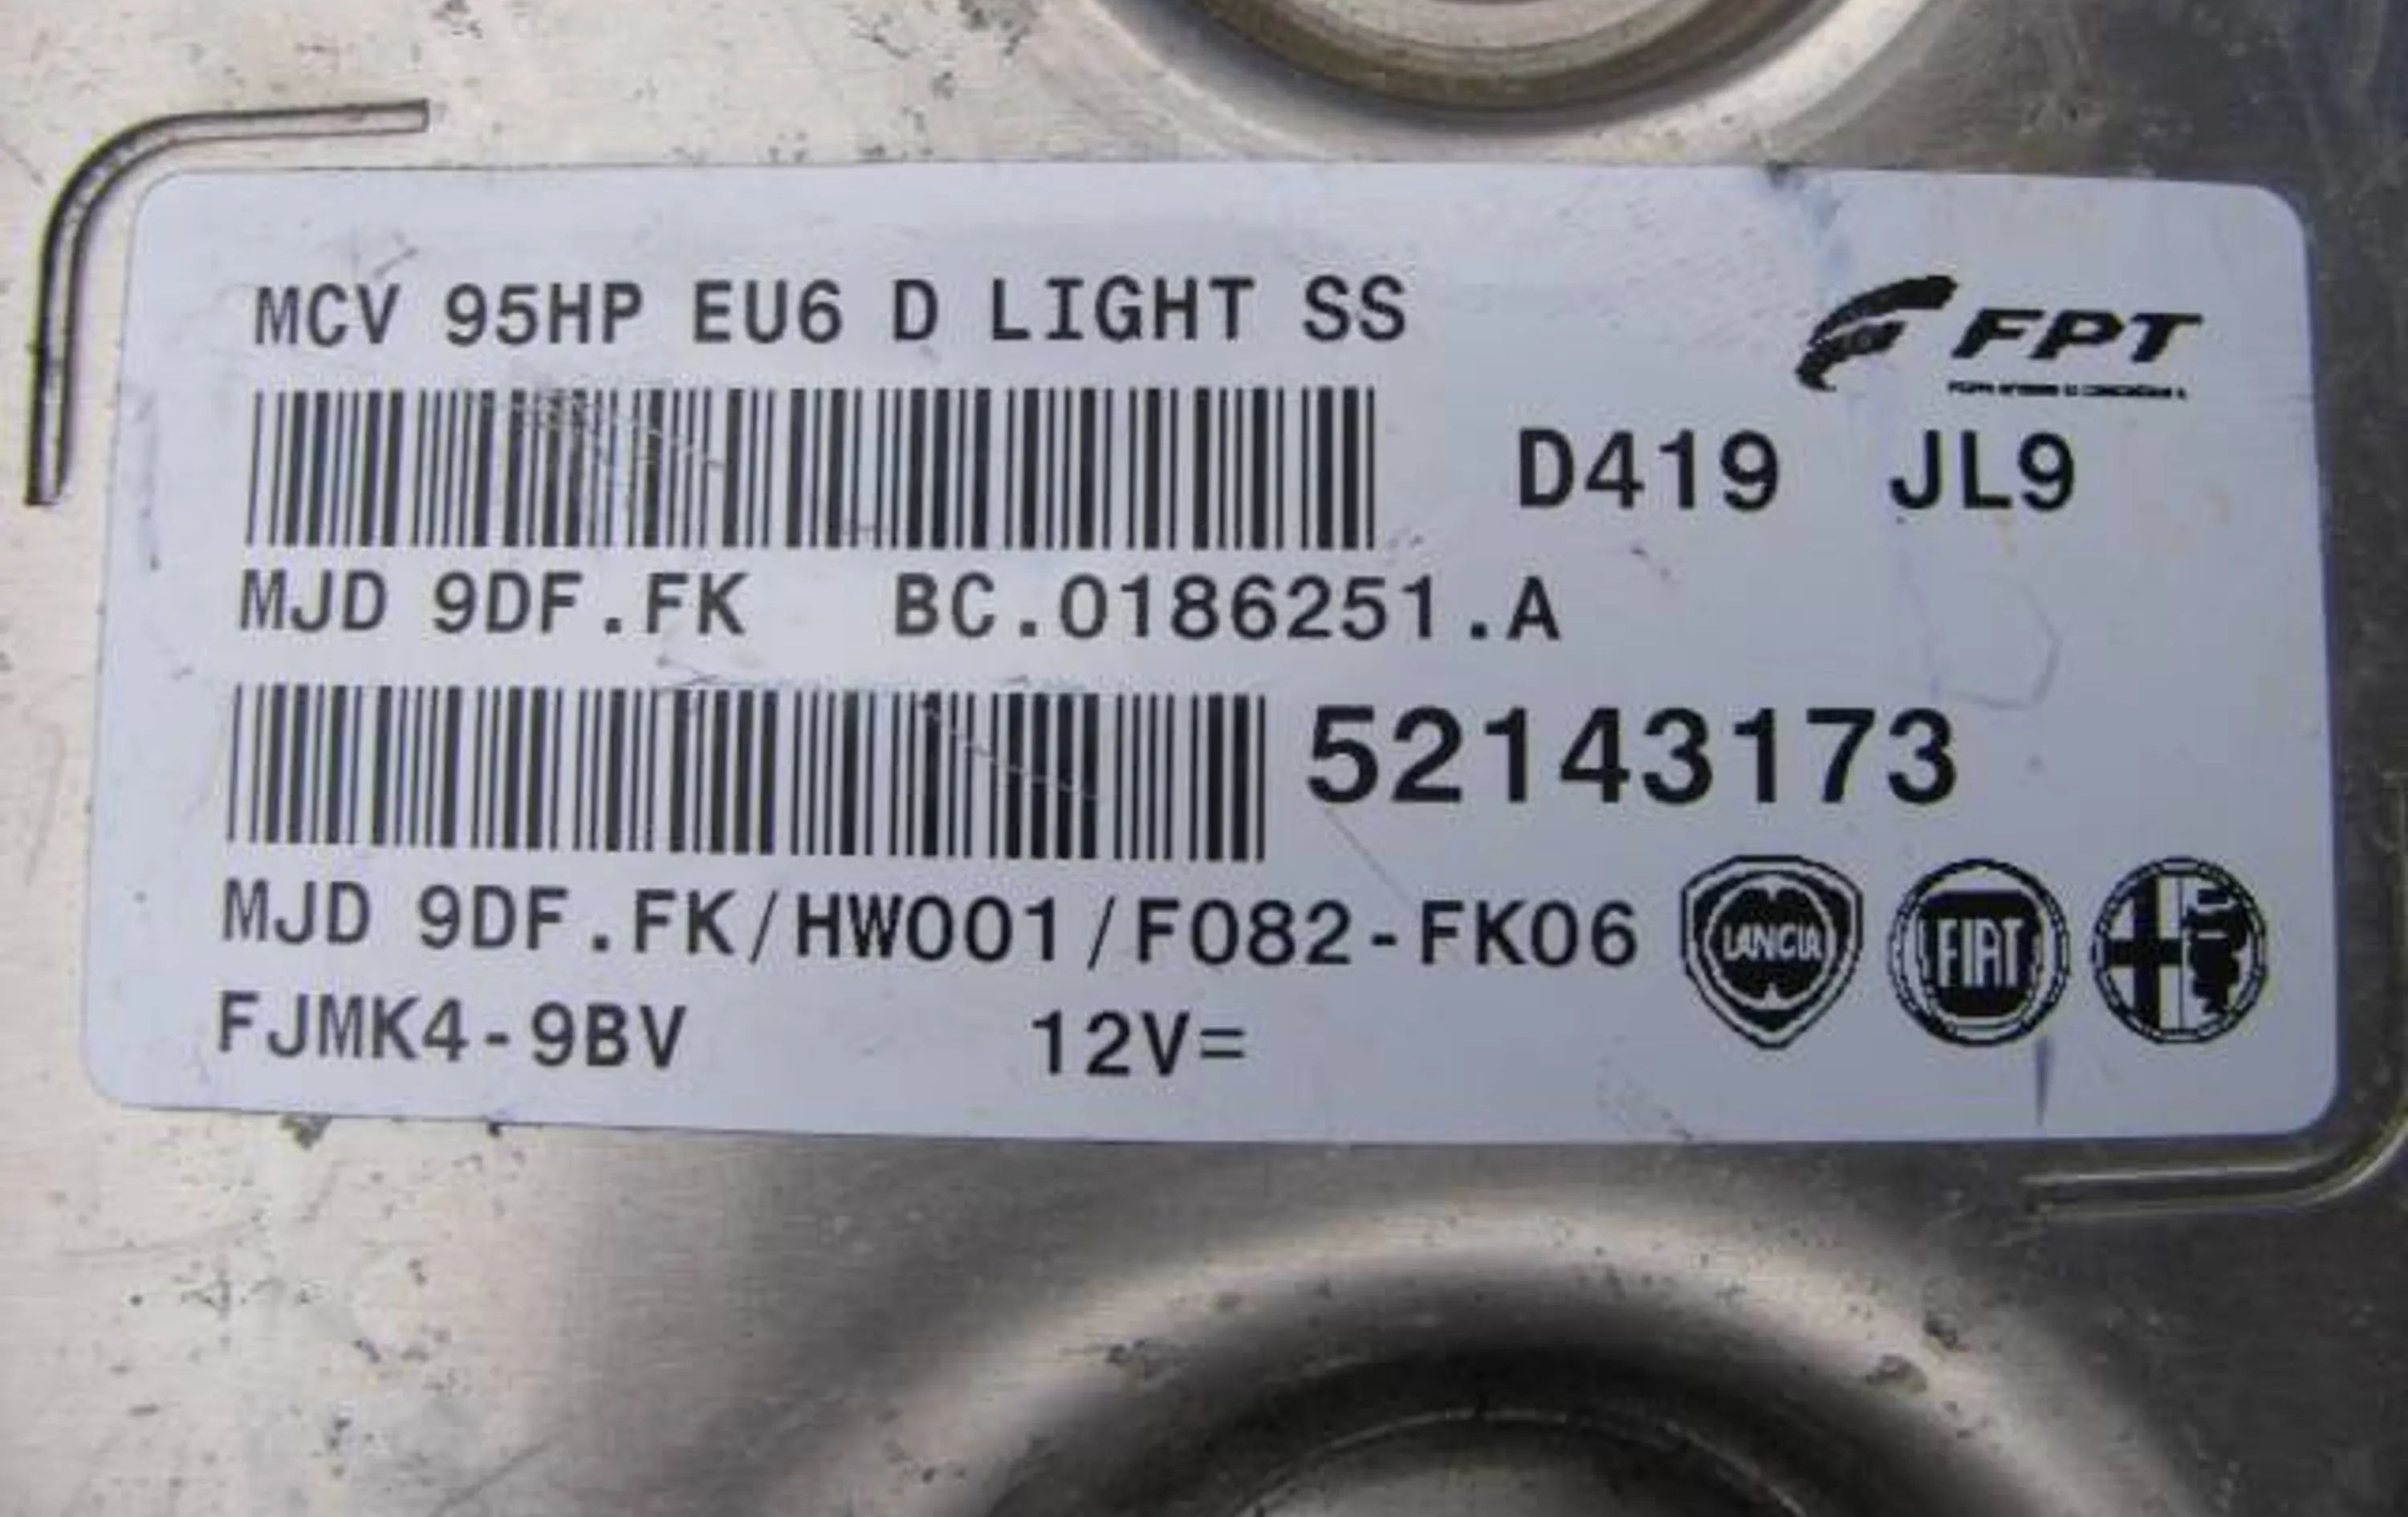 MCV 95HP EU6 D LIGHT SS
FPT
D419 JL9
MJD 9DF.FK BC.0186251.A
52143173
MJD 9DF.FK/HW001/F082-FK06
LANCIA
FIAT
FJMK4-9BV 12V=